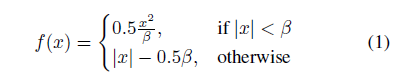 f(x) = { 0.5 x²/β, if |x| < β
|x| − 0.5β, otherwise (1)